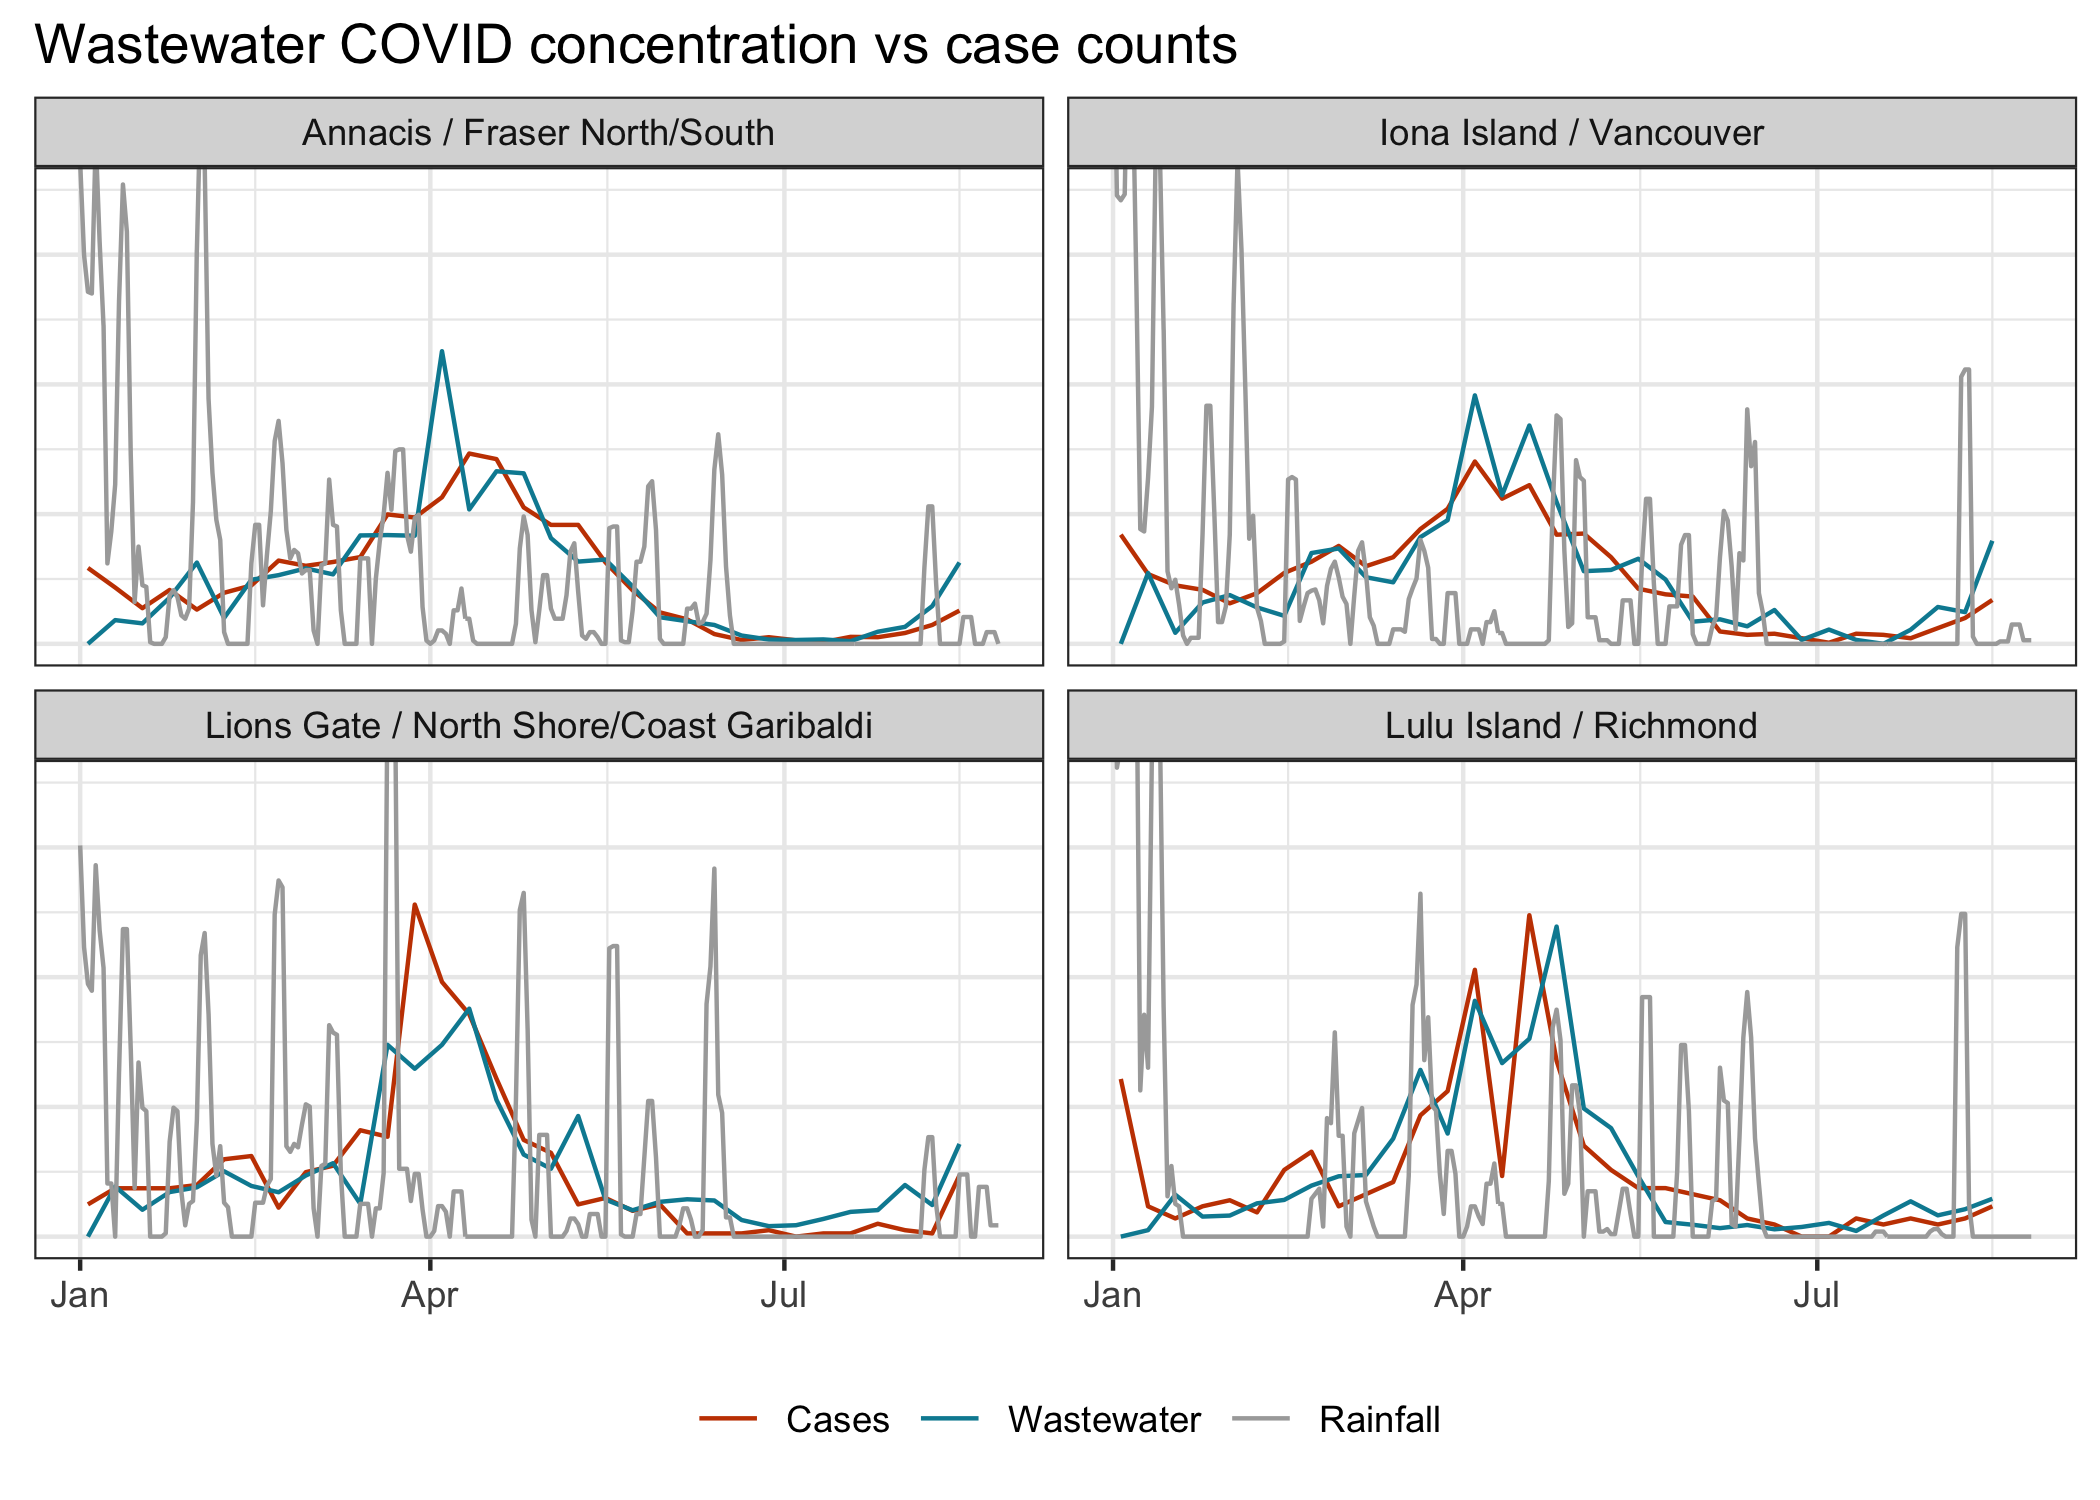 Wastewater COVID concentration vs case counts
Annacis / Fraser North/South
Iona Island / Vancouver
Lions Gate / North Shore/Coast Garibaldi
Lulu Island / Richmond
Jan Apr Jul
Jan Apr Jul
Cases Wastewater Rainfall